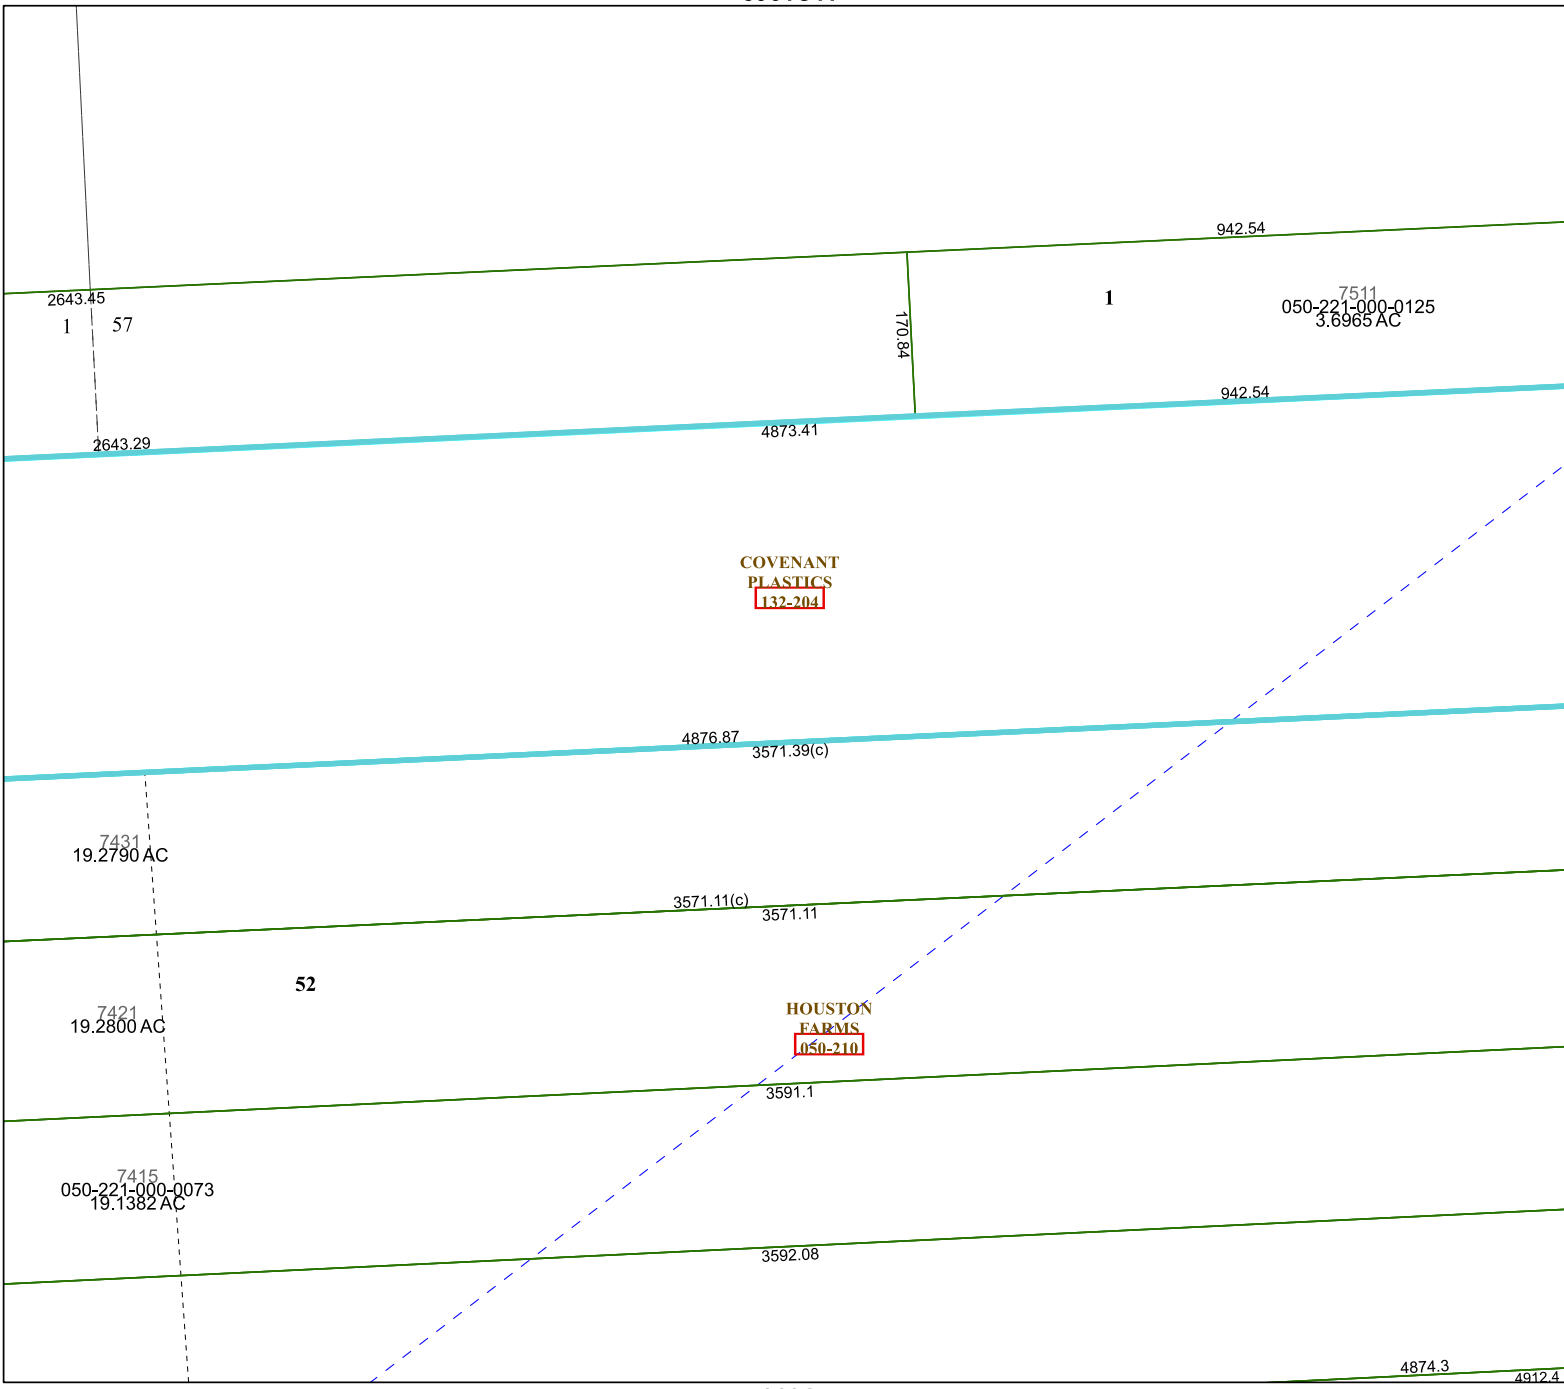 942.54
2643.45
1 57
170.84
1
7511
050-221-000-0125
3.6965 AC
942.54
2643.29
4873.41
COVENANT
PLASTICS
132-204
4876.87
3571.39(c)
7431
19.2790 AC
3571.11(c)
3571.11
52
7421
19.2800 AC
HOUSTON
FARMS
050-210
3591.1
7415
050-221-000-0073
19.1382 AC
3592.08
4874.3
4912.4